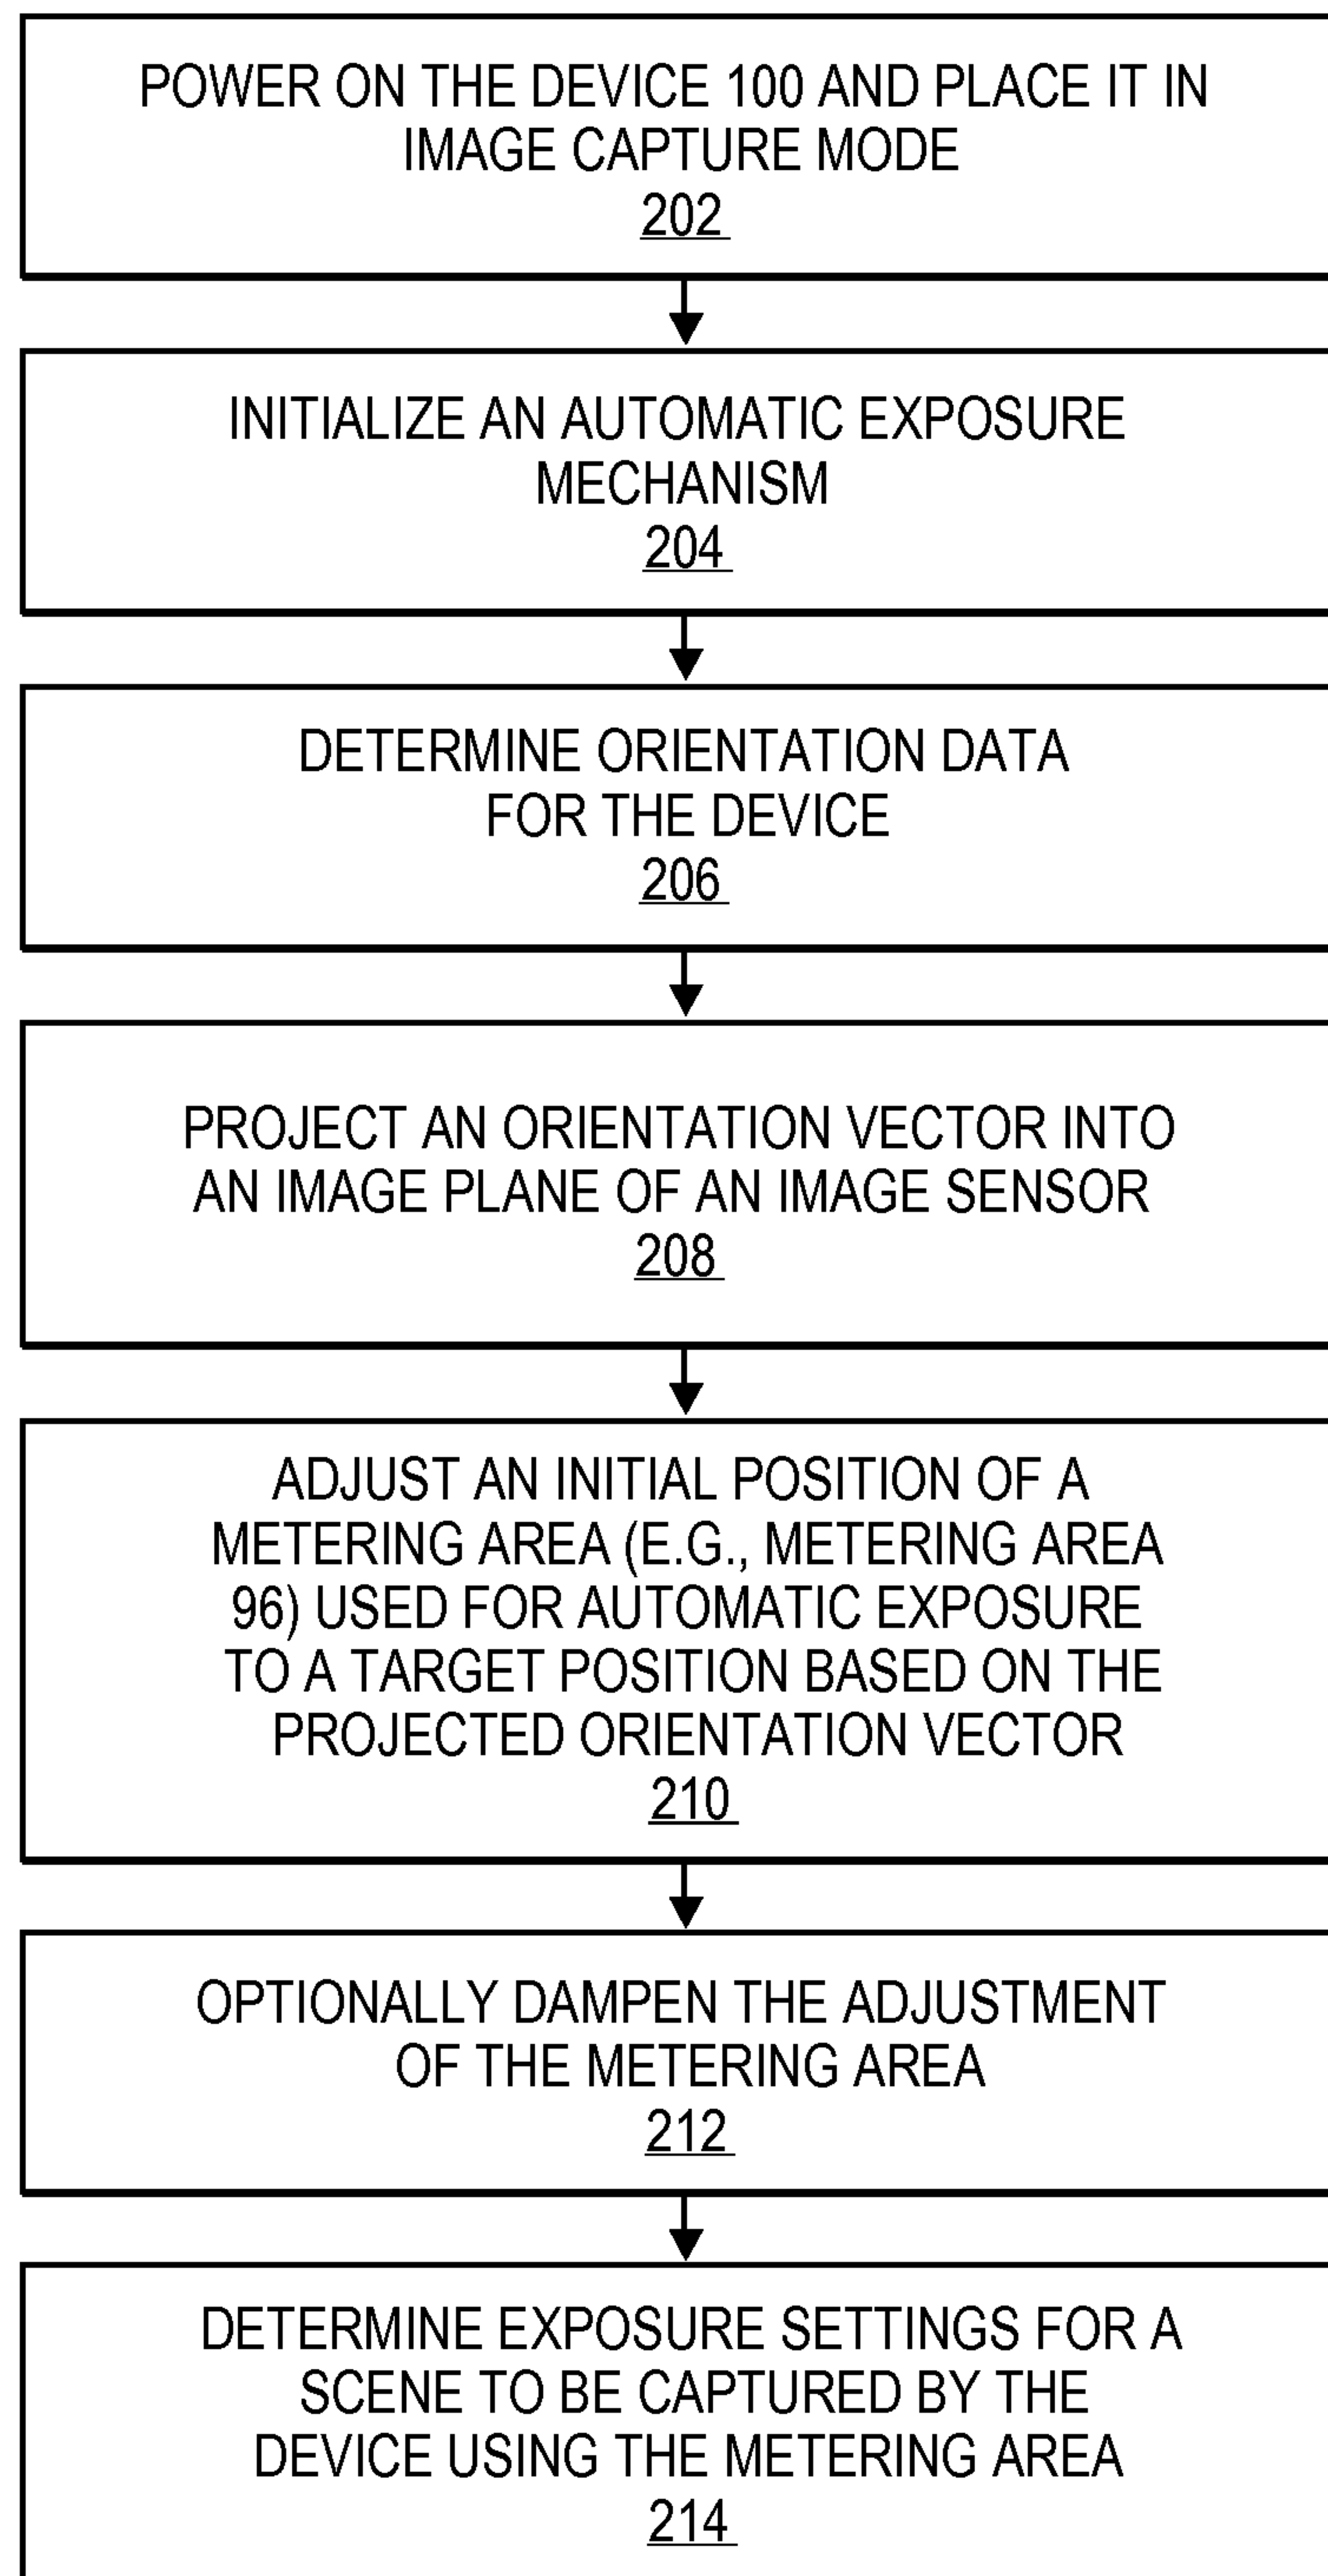 POWER ON THE DEVICE 100 AND PLACE IT IN
IMAGE CAPTURE MODE
202
INITIALIZE AN AUTOMATIC EXPOSURE
MECHANISM
204
DETERMINE ORIENTATION DATA
FOR THE DEVICE
206
PROJECT AN ORIENTATION VECTOR INTO
AN IMAGE PLANE OF AN IMAGE SENSOR
208
ADJUST AN INITIAL POSITION OF A
METERING AREA (E.G., METERING AREA
96) USED FOR AUTOMATIC EXPOSURE
TO A TARGET POSITION BASED ON THE
PROJECTED ORIENTATION VECTOR
210
OPTIONALLY DAMPEN THE ADJUSTMENT
OF THE METERING AREA
212
DETERMINE EXPOSURE SETTINGS FOR A
SCENE TO BE CAPTURED BY THE
DEVICE USING THE METERING AREA
214